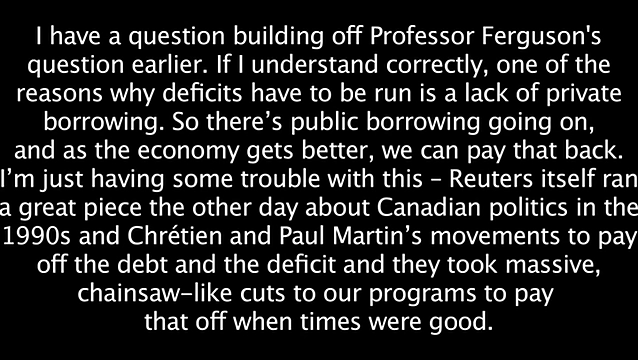 I have a question building off Professor Ferguson's
question earlier. If I understand correctly, one of the
reasons why deficits have to be run is a lack of private
borrowing. So there’s public borrowing going on,
and as the economy gets better, we can pay that back.
I’m just having some trouble with this – Reuters itself ran
a great piece the other day about Canadian politics in the
1990s and Chrétien and Paul Martin’s movements to pay
off the debt and the deficit and they took massive,
chainsaw-like cuts to our programs to pay
that off when times were good.